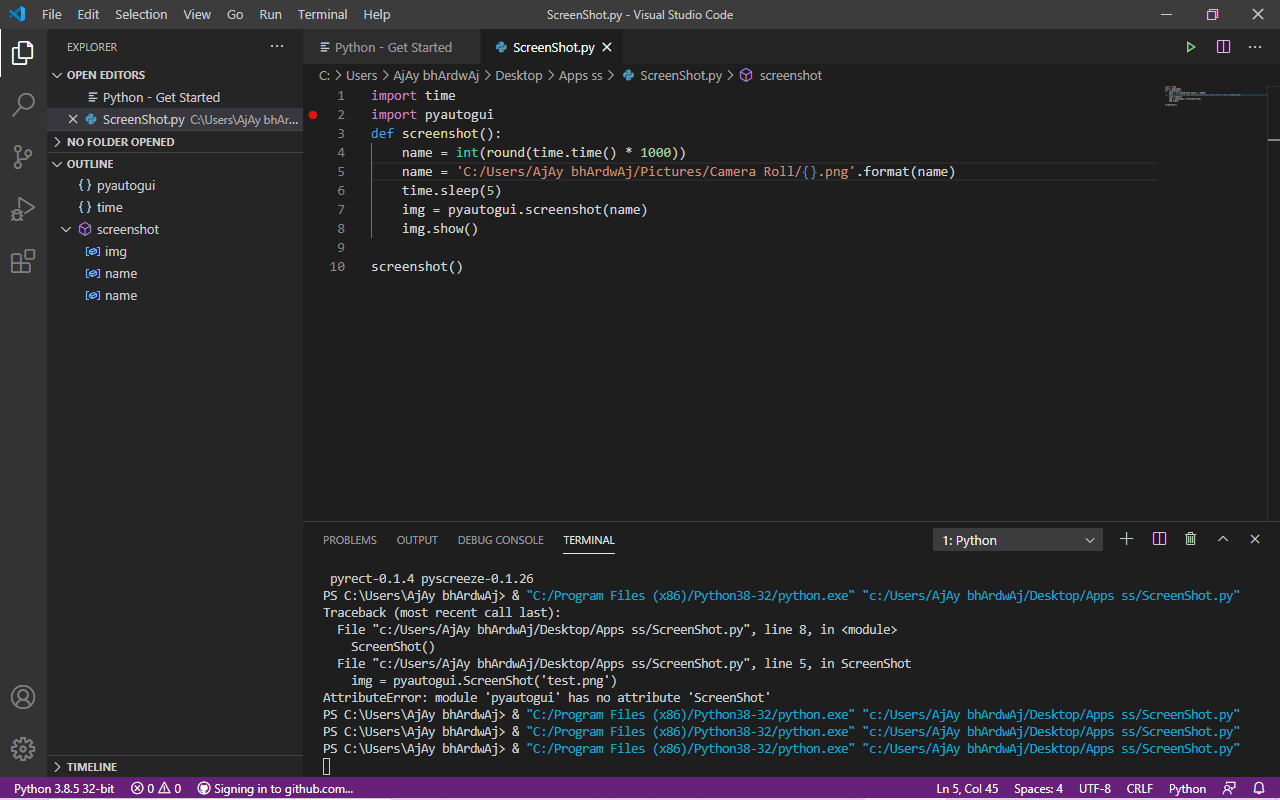 File Edit Selection View Go Run Terminal Help ScreenShot.py - Visual Studio Code
EXPLORER
OPEN EDITORS
Python - Get Started
ScreenShot.py C:\Users\AjAy bhAr...
NO FOLDER OPENED
OUTLINE
{} pyautogui
{} time
screenshot
img
name
name
TIMELINE
Python - Get Started ScreenShot.py
C: > Users > AjAy bhArdwAj > Desktop > Apps ss > ScreenShot.py > screenshot
1 import time
2 import pyautogui
3 def screenshot():
4 name = int(round(time.time() * 1000))
5 name = 'C:/Users/AjAy bhArdwAj/Pictures/Camera Roll/{}.png'.format(name)
6 time.sleep(5)
7 img = pyautogui.screenshot(name)
8 img.show()
9
10 screenshot()
PROBLEMS OUTPUT DEBUG CONSOLE TERMINAL 1: Python
pyrect-0.1.4 pyscreeze-0.1.26
PS C:\Users\AjAy bhArdwAj> & "C:/Program Files (x86)/Python38-32/python.exe" "c:/Users/AjAy bhArdwAj/Desktop/Apps ss/ScreenShot.py"
Traceback (most recent call last):
File "c:/Users/AjAy bhArdwAj/Desktop/Apps ss/ScreenShot.py", line 8, in <module>
ScreenShot()
File "c:/Users/AjAy bhArdwAj/Desktop/Apps ss/ScreenShot.py", line 5, in ScreenShot
img = pyautogui.ScreenShot('test.png')
AttributeError: module 'pyautogui' has no attribute 'ScreenShot'
PS C:\Users\AjAy bhArdwAj> & "C:/Program Files (x86)/Python38-32/python.exe" "c:/Users/AjAy bhArdwAj/Desktop/Apps ss/ScreenShot.py"
PS C:\Users\AjAy bhArdwAj> & "C:/Program Files (x86)/Python38-32/python.exe" "c:/Users/AjAy bhArdwAj/Desktop/Apps ss/ScreenShot.py"
PS C:\Users\AjAy bhArdwAj> & "C:/Program Files (x86)/Python38-32/python.exe" "c:/Users/AjAy bhArdwAj/Desktop/Apps ss/ScreenShot.py"
Python 3.8.5 32-bit 0 0 Signing in to github.com... Ln 5, Col 45 Spaces: 4 UTF-8 CRLF Python